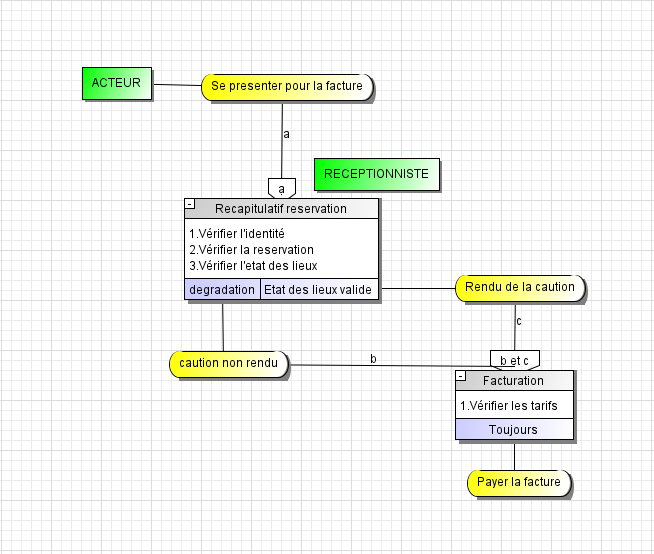 ACTEUR
Se presenter pour la facture
a
RECEPTIONNISTE
a
Recapitulatif reservation
1.Vérifier l'identité
2.Vérifier la reservation
3.Vérifier l'etat des lieux
degradation
Etat des lieux valide
Rendu de la caution
c
caution non rendu
b
b et c
Facturation
1.Vérifier les tarifs
Toujours
Payer la facture